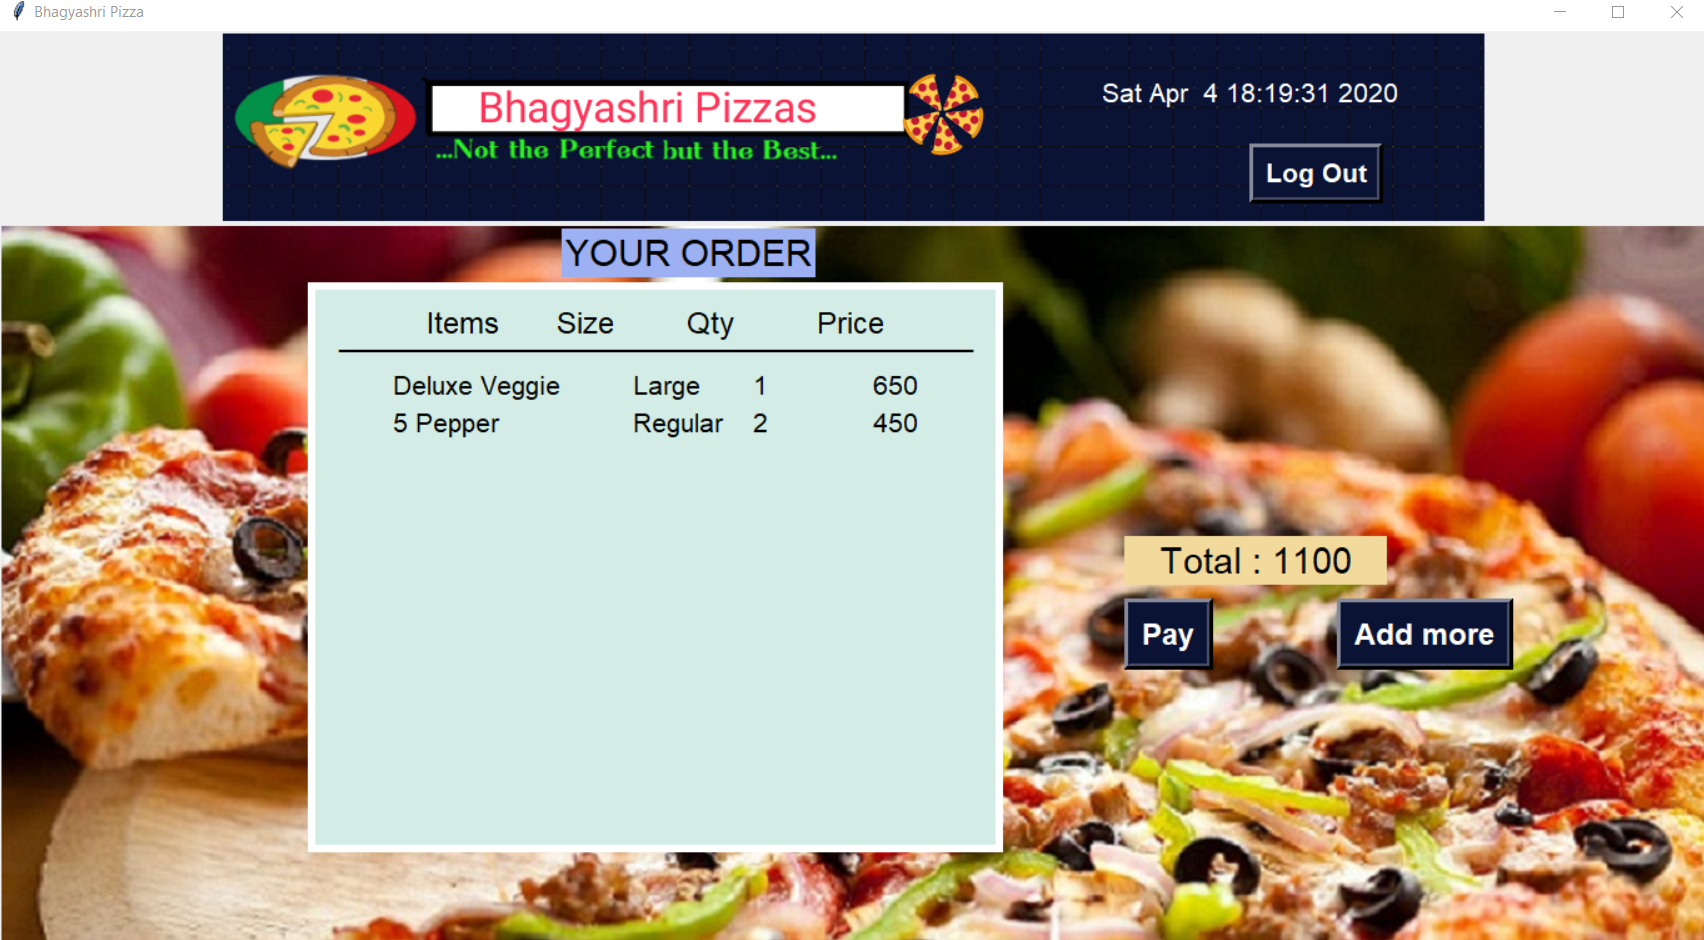 Bhagyashri Pizza
Bhagyashri Pizzas
...Not the Perfect but the Best...
Sat Apr  4 18:19:31 2020
Log Out
YOUR ORDER
Items Size Qty Price
Deluxe Veggie Large 1 650
5 Pepper Regular 2 450
Total : 1100
Pay Add more